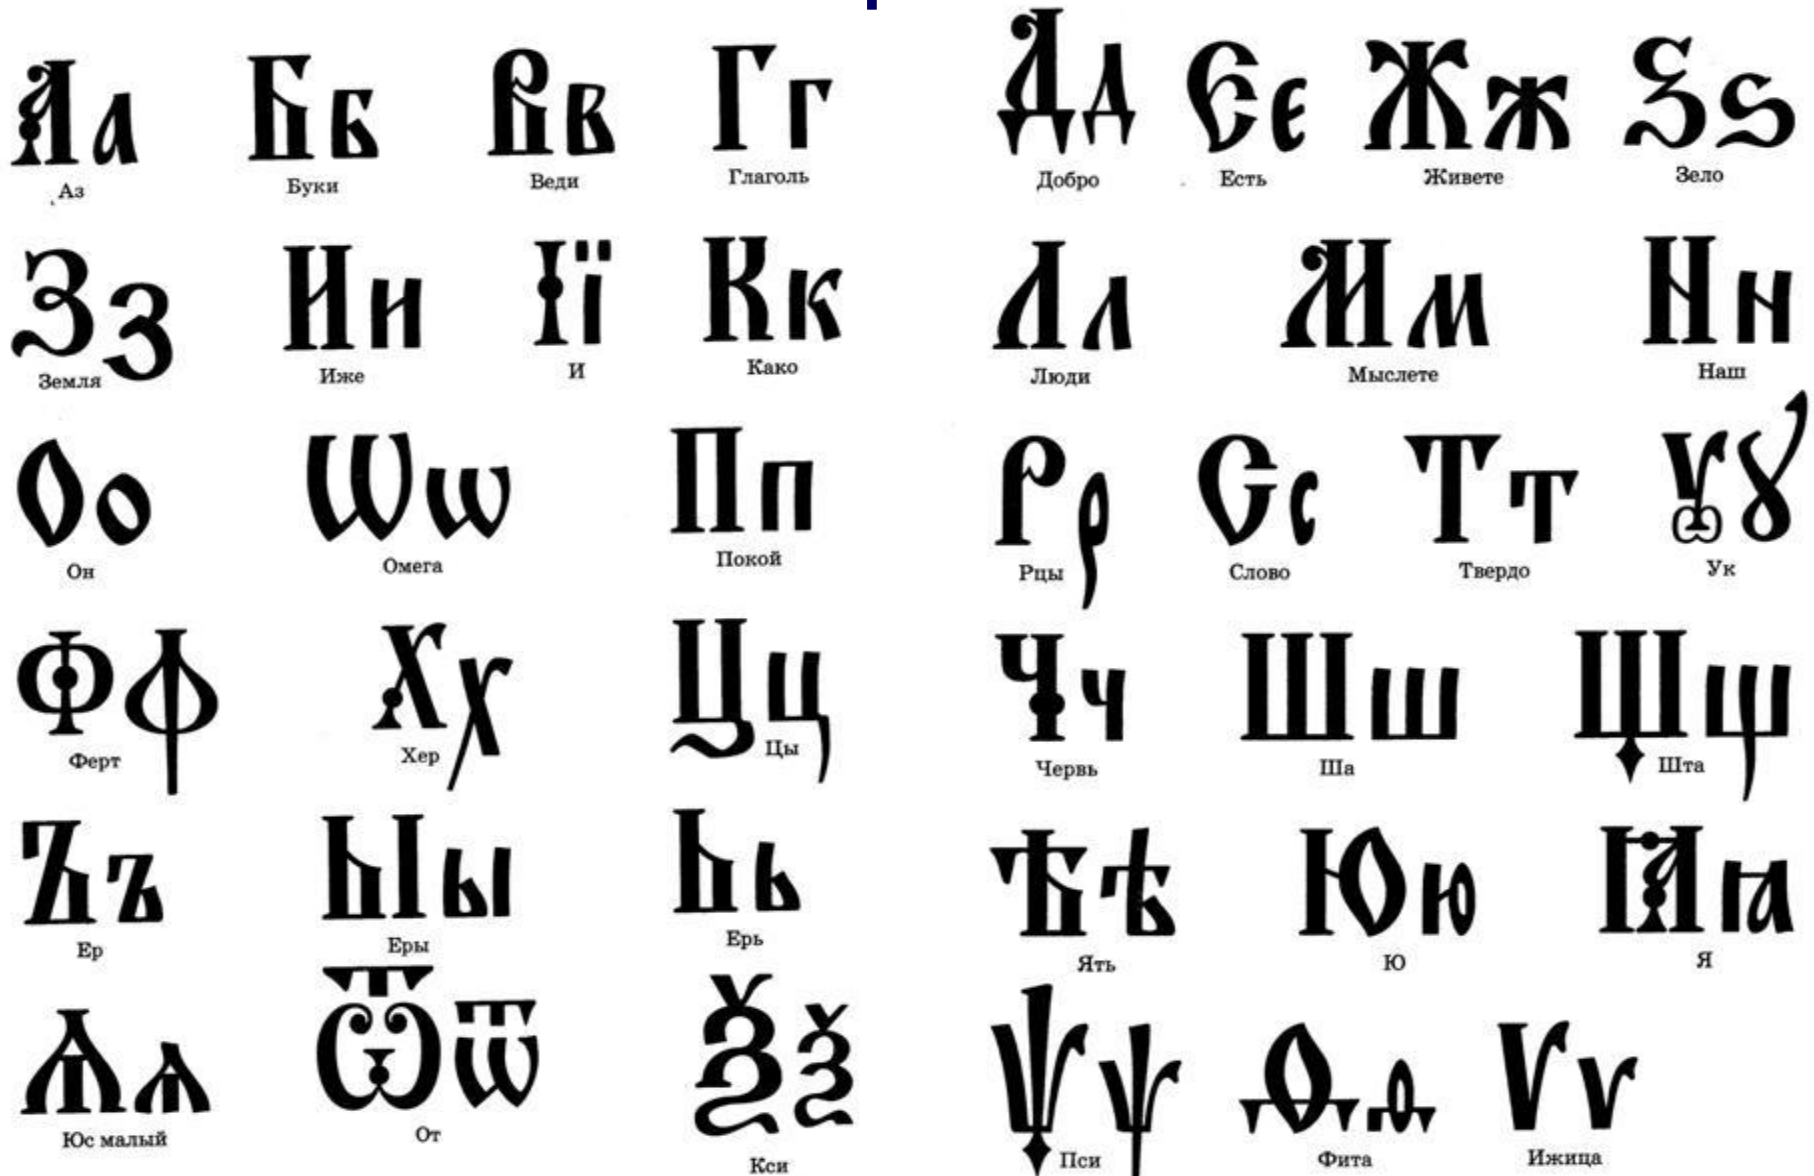 Аа Бб Вв Гг Дд Єє Жж Ѕѕ
Аз Буки Веди Глаголь Добро Есть Живете Зело
Зз Ии Її Кк Лл Мм Нн
Земля Иже И Како Люди Мыслете Наш
Оо Ѡѡ Пп Рр Сс Тт Ѹꙋ
Он Омега Покой Рцы Слово Твердо Ук
Фф Хх Цц Чч Шш Щщ
Ферт Хер Цы Червь Ша Шта
Ъъ Ыы Ьь Ѣѣ Юю Ꙗꙗ
Ер Еры Ерь Ять Ю Я
Ѧѧ Ѿѿ Ѯѯ Ѱѱ Ѳѳ Ѵѵ
Юс малый От Кси Пси Фита Ижица